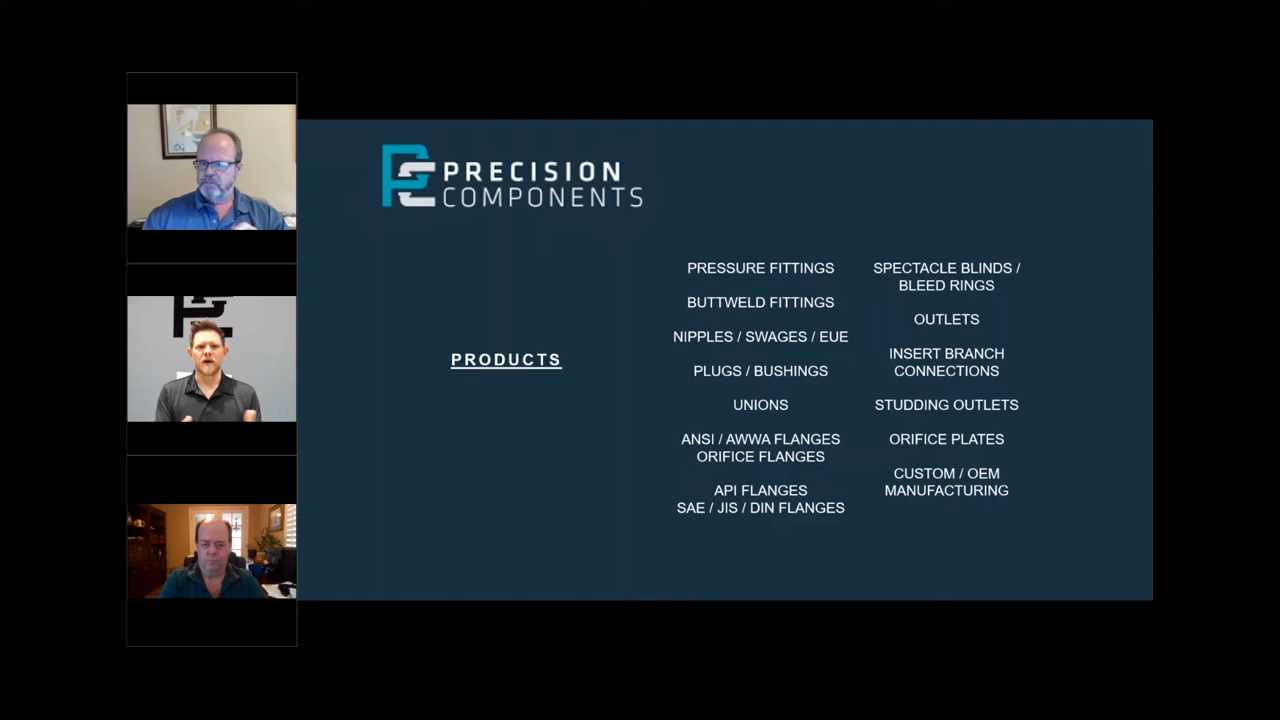 PRECISION
COMPONENTS
PRODUCTS
PRESSURE FITTINGS
BUTTWELD FITTINGS
NIPPLES / SWAGES / EUE
PLUGS / BUSHINGS
UNIONS
ANSI / AWWA FLANGES
ORIFICE FLANGES
API FLANGES
SAE / JIS / DIN FLANGES
SPECTACLE BLINDS /
BLEED RINGS
OUTLETS
INSERT BRANCH
CONNECTIONS
STUDDING OUTLETS
ORIFICE PLATES
CUSTOM / OEM
MANUFACTURING